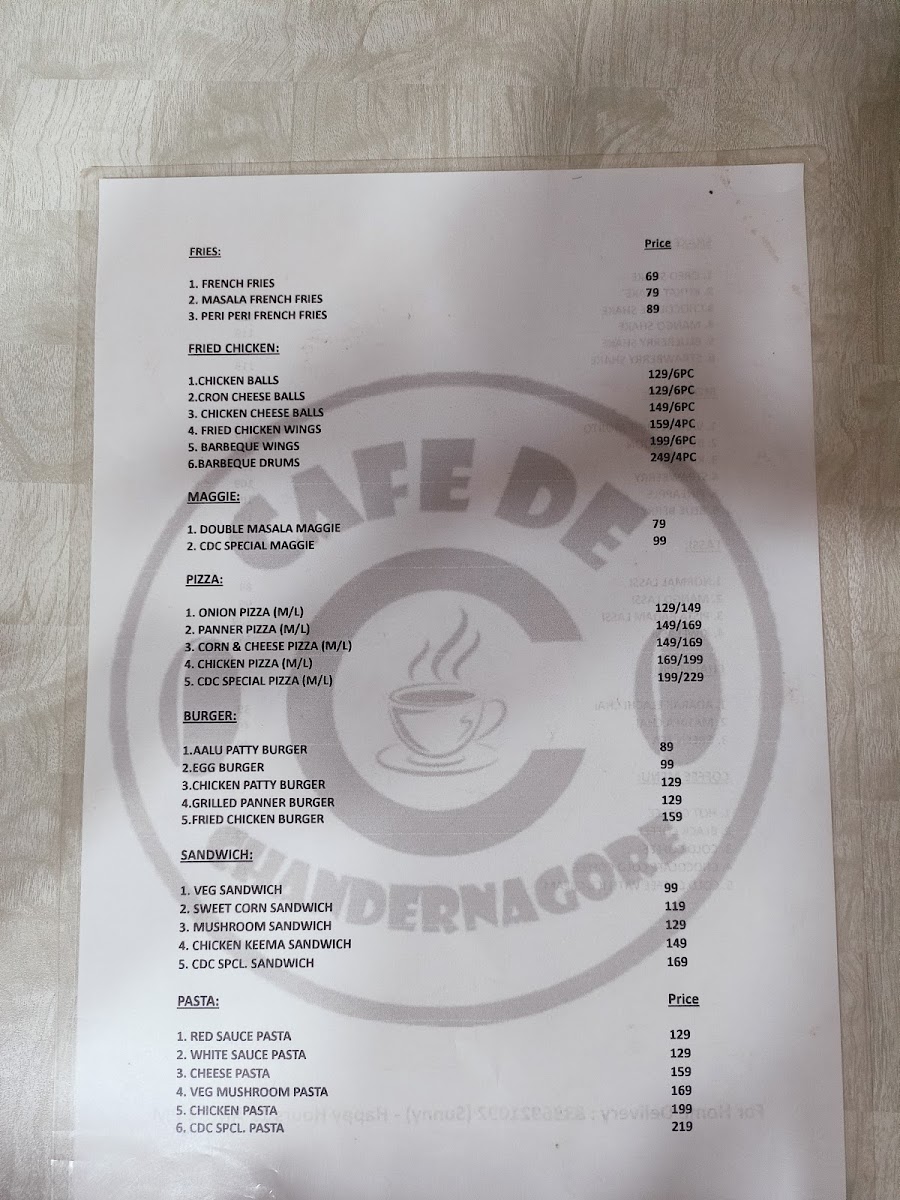 FRIES: Price
1. FRENCH FRIES 69
2. MASALA FRENCH FRIES 79
3. PERI PERI FRENCH FRIES 89
FRIED CHICKEN:
1.CHICKEN BALLS 129/6PC
2.CRON CHEESE BALLS 129/6PC
3. CHICKEN CHEESE BALLS 149/6PC
4. FRIED CHICKEN WINGS 159/4PC
5. BARBEQUE WINGS 199/6PC
6.BARBEQUE DRUMS 249/4PC
MAGGIE:
1. DOUBLE MASALA MAGGIE 79
2. CDC SPECIAL MAGGIE 99
PIZZA:
1. ONION PIZZA (M/L) 129/149
2. PANNER PIZZA (M/L) 149/169
3. CORN & CHEESE PIZZA (M/L) 149/169
4. CHICKEN PIZZA (M/L) 169/199
5. CDC SPECIAL PIZZA (M/L) 199/229
BURGER:
1.AALU PATTY BURGER 89
2.EGG BURGER 99
3.CHICKEN PATTY BURGER 129
4.GRILLED PANNER BURGER 129
5.FRIED CHICKEN BURGER 159
SANDWICH:
1. VEG SANDWICH 99
2. SWEET CORN SANDWICH 119
3. MUSHROOM SANDWICH 129
4. CHICKEN KEEMA SANDWICH 149
5. CDC SPCL. SANDWICH 169
PASTA: Price
1. RED SAUCE PASTA 129
2. WHITE SAUCE PASTA 129
3. CHEESE PASTA 159
4. VEG MUSHROOM PASTA 169
5. CHICKEN PASTA 199
6. CDC SPCL. PASTA 219
CAFE DE
C
CHANDERNAGORE